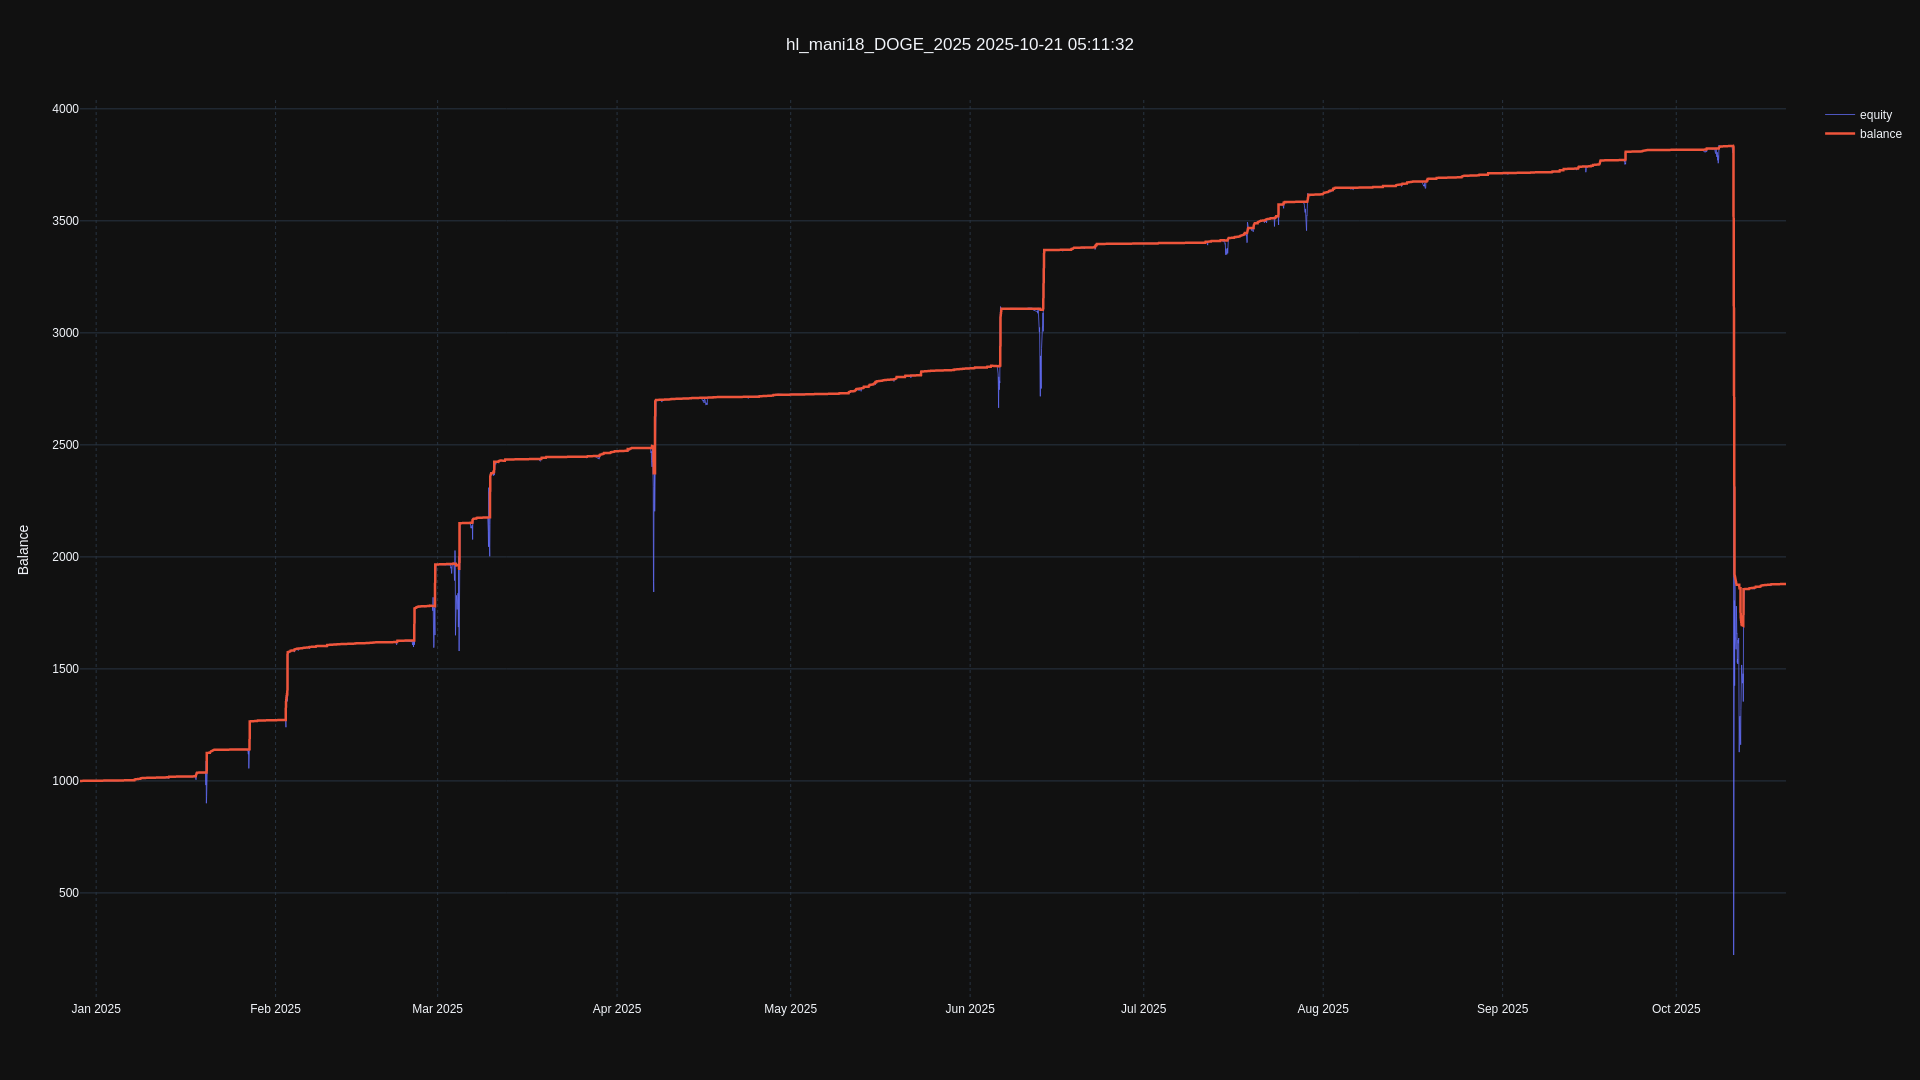 hl_mani18_DOGE_2025 2025-10-21 05:11:32
equity
balance
Balance
4000
3500
3000
2500
2000
1500
1000
500
Jan 2025
Feb 2025
Mar 2025
Apr 2025
May 2025
Jun 2025
Jul 2025
Aug 2025
Sep 2025
Oct 2025